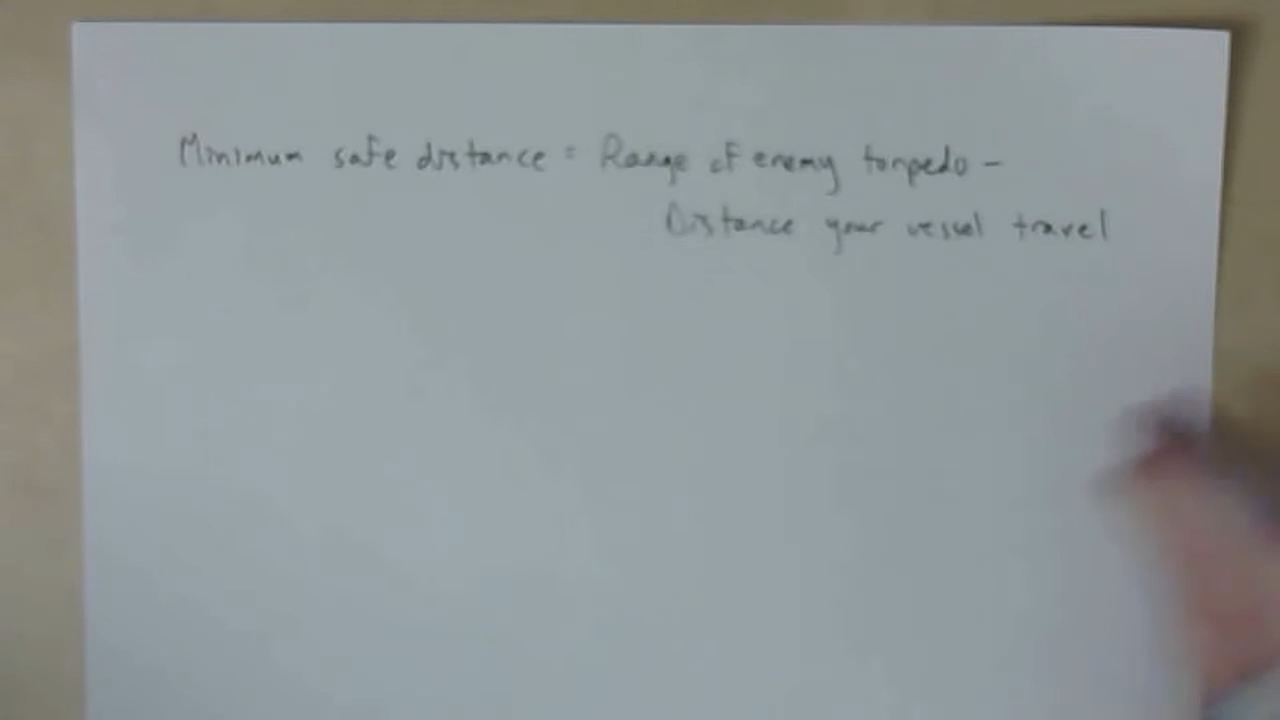 Minimum safe distance = Range of enemy torpedo -
Distance your vessel travel